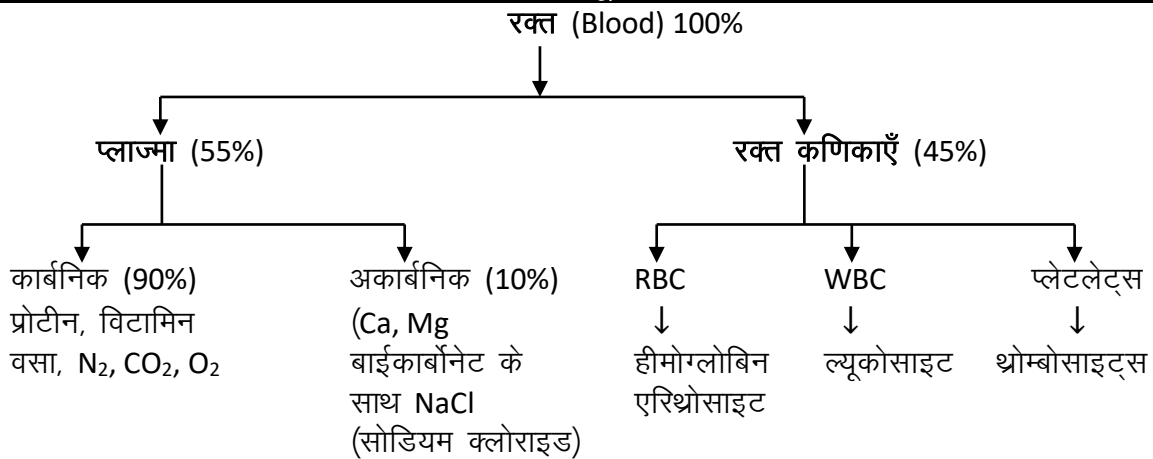 रक्त (Blood) 100%
प्लाज्मा (55%)
रक्त कणिकाएँ (45%)
कार्बनिक (90%)
प्रोटीन, विटामिन
वसा, N₂, CO₂, O₂
अकार्बनिक (10%)
(Ca, Mg
बाईकार्बोनेट के
साथ NaCl
(सोडियम क्लोराइड)
RBC
↓
हीमोग्लोबिन
एरिथ्रोसाइट
WBC
↓
ल्यूकोसाइट
प्लेटलेट्स
↓
थ्रोम्बोसाइट्स